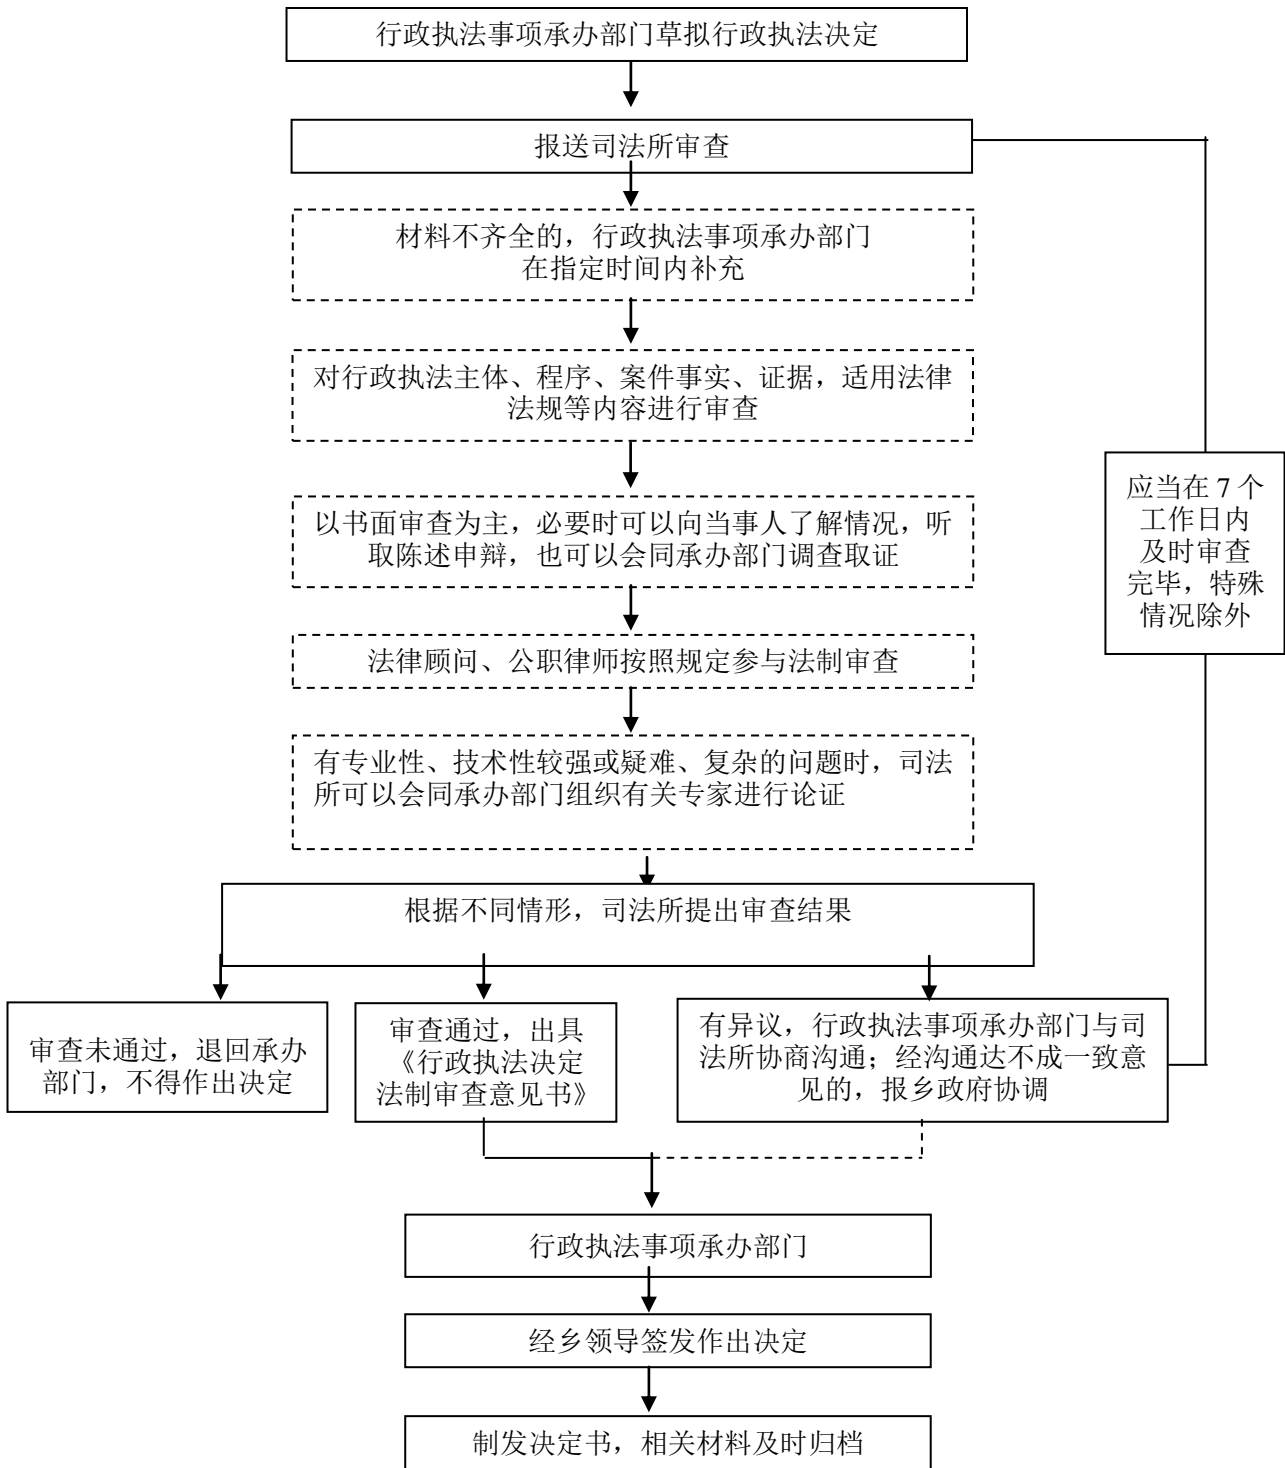 行政执法事项承办部门草拟行政执法决定
报送司法所审查
材料不齐全的，行政执法事项承办部门
在指定时间内补充
对行政执法主体、程序、案件事实、证据，适用法律
法规等内容进行审查
以书面审查为主，必要时可以向当事人了解情况，听
取陈述申辩，也可以会同承办部门调查取证
应当在 7 个
工作日内
及时审查
完毕，特殊
情况除外
法律顾问、公职律师按照规定参与法制审查
有专业性、技术性较强或疑难、复杂的问题时，司法
所可以会同承办部门组织有关专家进行论证
根据不同情形，司法所提出审查结果
审查未通过，退回承办
部门，不得作出决定
审查通过，出具
《行政执法决定
法制审查意见书》
有异议，行政执法事项承办部门与司
法所协商沟通；经沟通达不成一致意
见的，报乡政府协调
行政执法事项承办部门
经乡领导签发作出决定
制发决定书，相关材料及时归档